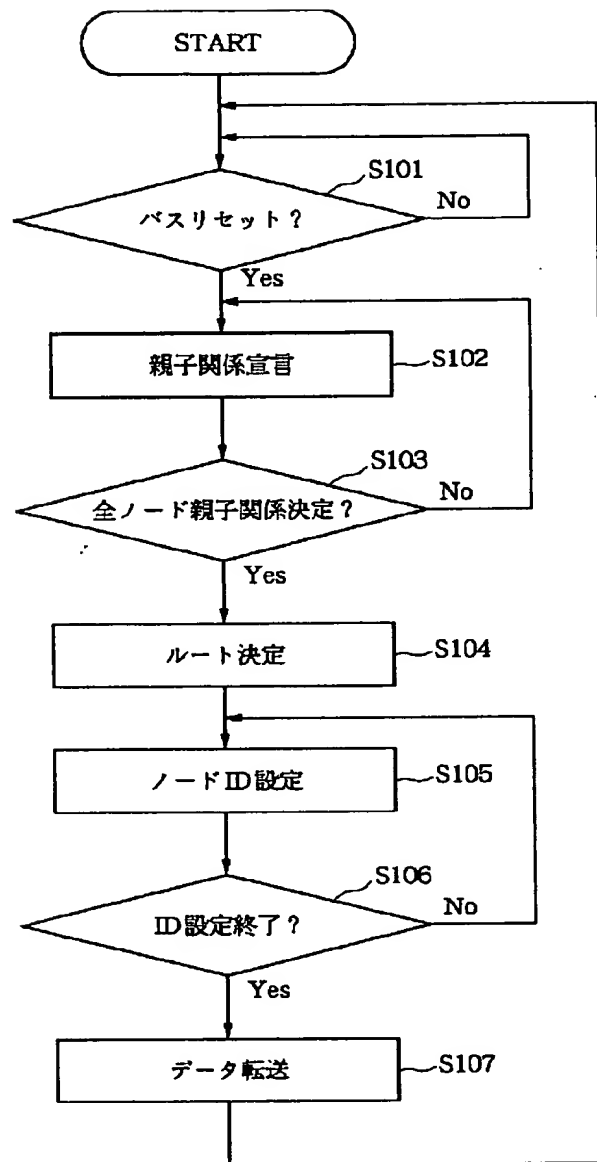 START
S101
バスリセット？
No
Yes
親子関係宣言
S102
S103
全ノード親子関係決定？
No
Yes
ルート決定
S104
ノードID設定
S105
S106
ID設定終了？
No
Yes
データ転送
S107